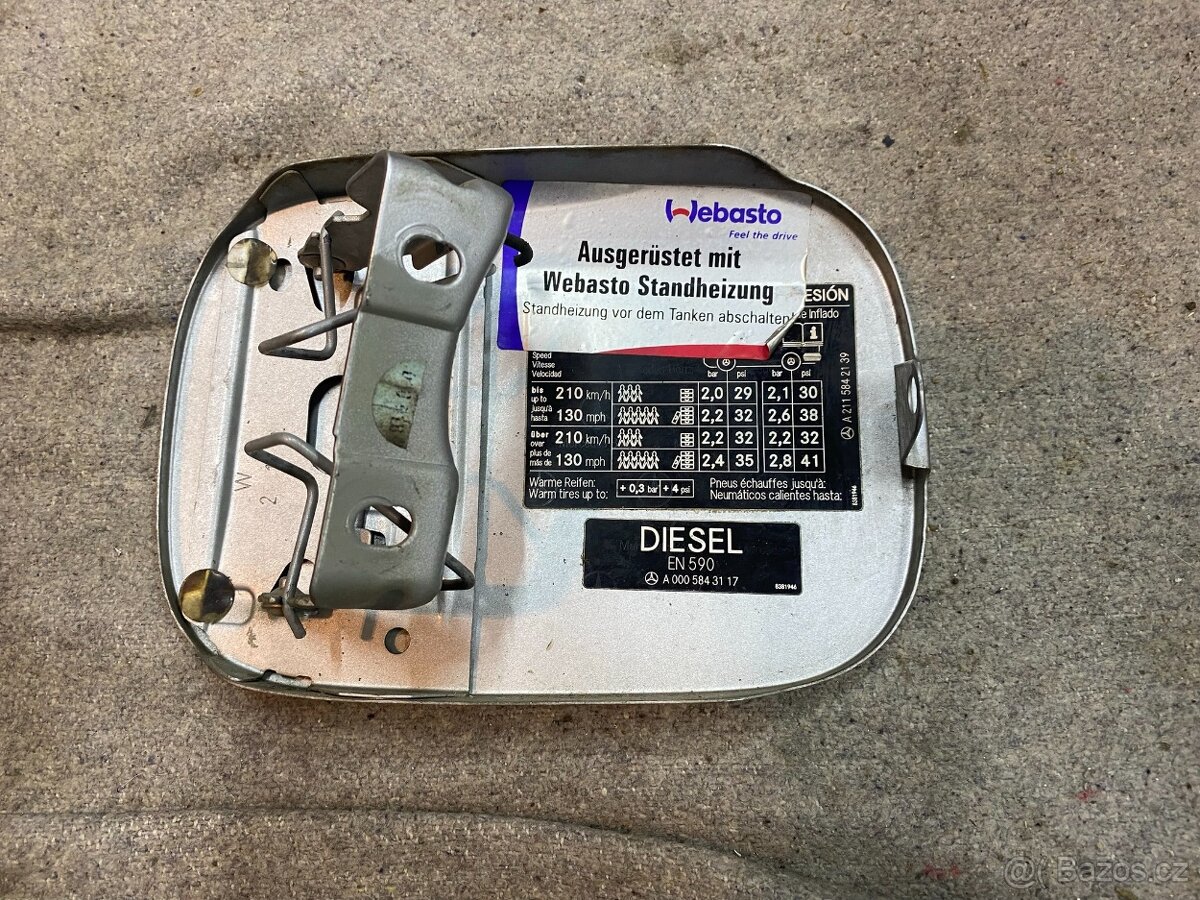 Webasto
Feel the drive
Ausgerüstet mit
Webasto Standheizung
Standheizung vor dem Tanken abschalten!
ESIÓN
e Inflado
i
Speed
Vitesse
Velocidad
bar psi bar psi
bis
up to
jusqu'à
hasta
210 km/h 2,0 29 2,1 30
130 mph 2,2 32 2,6 38
über
over
plus de
más de
210 km/h 2,2 32 2,2 32
130 mph 2,4 35 2,8 41
Warme Reifen:
Warm tires up to:
+ 0,3 bar + 4 psi
Pneus échauffes jusqu'à:
Neumáticos calientes hasta:
A 211 584 21 39
8381946
DIESEL
EN 590
A 000 584 31 17
8381946
W
2
Bazos.cz